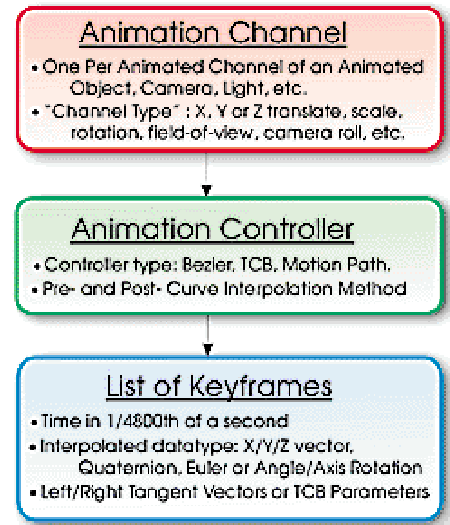 Animation Channel
• One Per Animated Channel of an Animated
Object, Camera, Light, etc.
• "Channel Type" : X, Y or Z translate, scale,
rotation, field-of-view, camera roll, etc.
Animation Controller
• Controller type: Bezier, TCB, Motion Path.
• Pre- and Post- Curve Interpolation Method
List of Keyframes
• Time in 1/4800th of a second
• Interpolated datatype: X/Y/Z vector,
Quaternion, Euler or Angle/Axis Rotation
• Left/Right Tangent Vectors or TCB Parameters